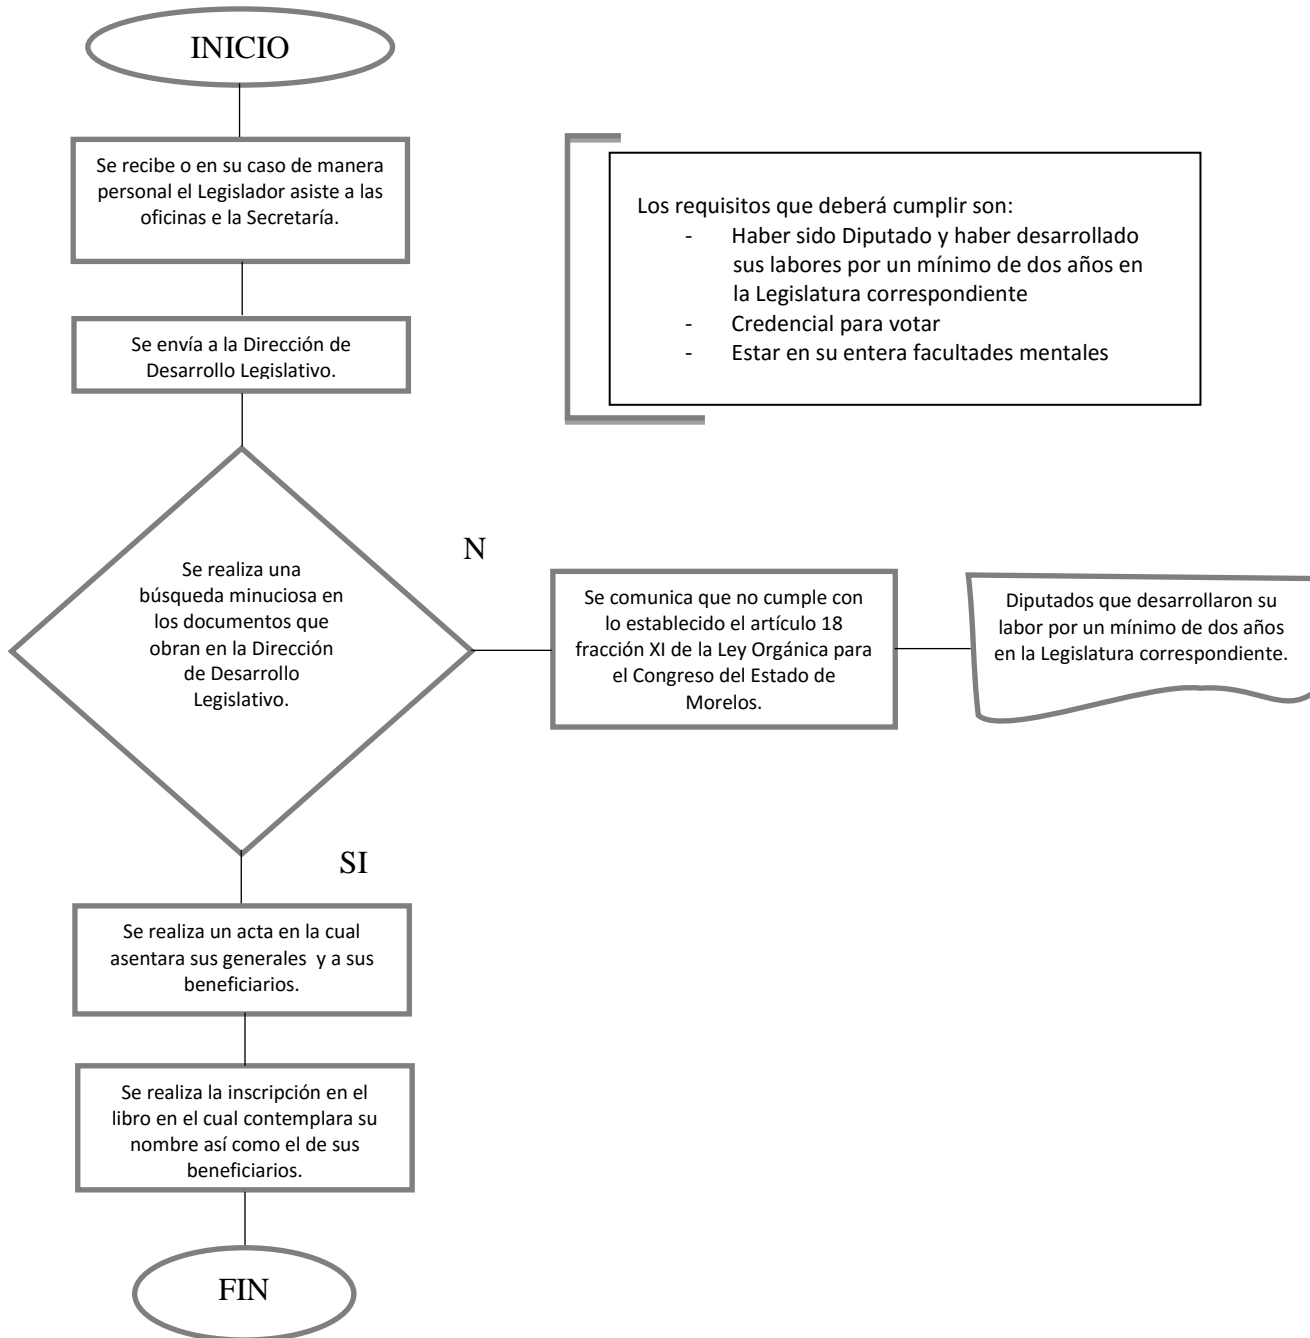 INICIO
Se recibe o en su caso de manera
personal el Legislador asiste a las
oficinas e la Secretaría.
Los requisitos que deberá cumplir son:
- Haber sido Diputado y haber desarrollado
sus labores por un mínimo de dos años en
la Legislatura correspondiente
- Credencial para votar
- Estar en su entera facultades mentales
Se envía a la Dirección de
Desarrollo Legislativo.
Se realiza una
búsqueda minuciosa en
los documentos que
obran en la Dirección
de Desarrollo
Legislativo.
N
Se comunica que no cumple con
lo establecido el artículo 18
fracción XI de la Ley Orgánica para
el Congreso del Estado de
Morelos.
Diputados que desarrollaron su
labor por un mínimo de dos años
en la Legislatura correspondiente.
SI
Se realiza un acta en la cual
asentara sus generales  y a sus
beneficiarios.
Se realiza la inscripción en el
libro en el cual contemplara su
nombre así como el de sus
beneficiarios.
FIN